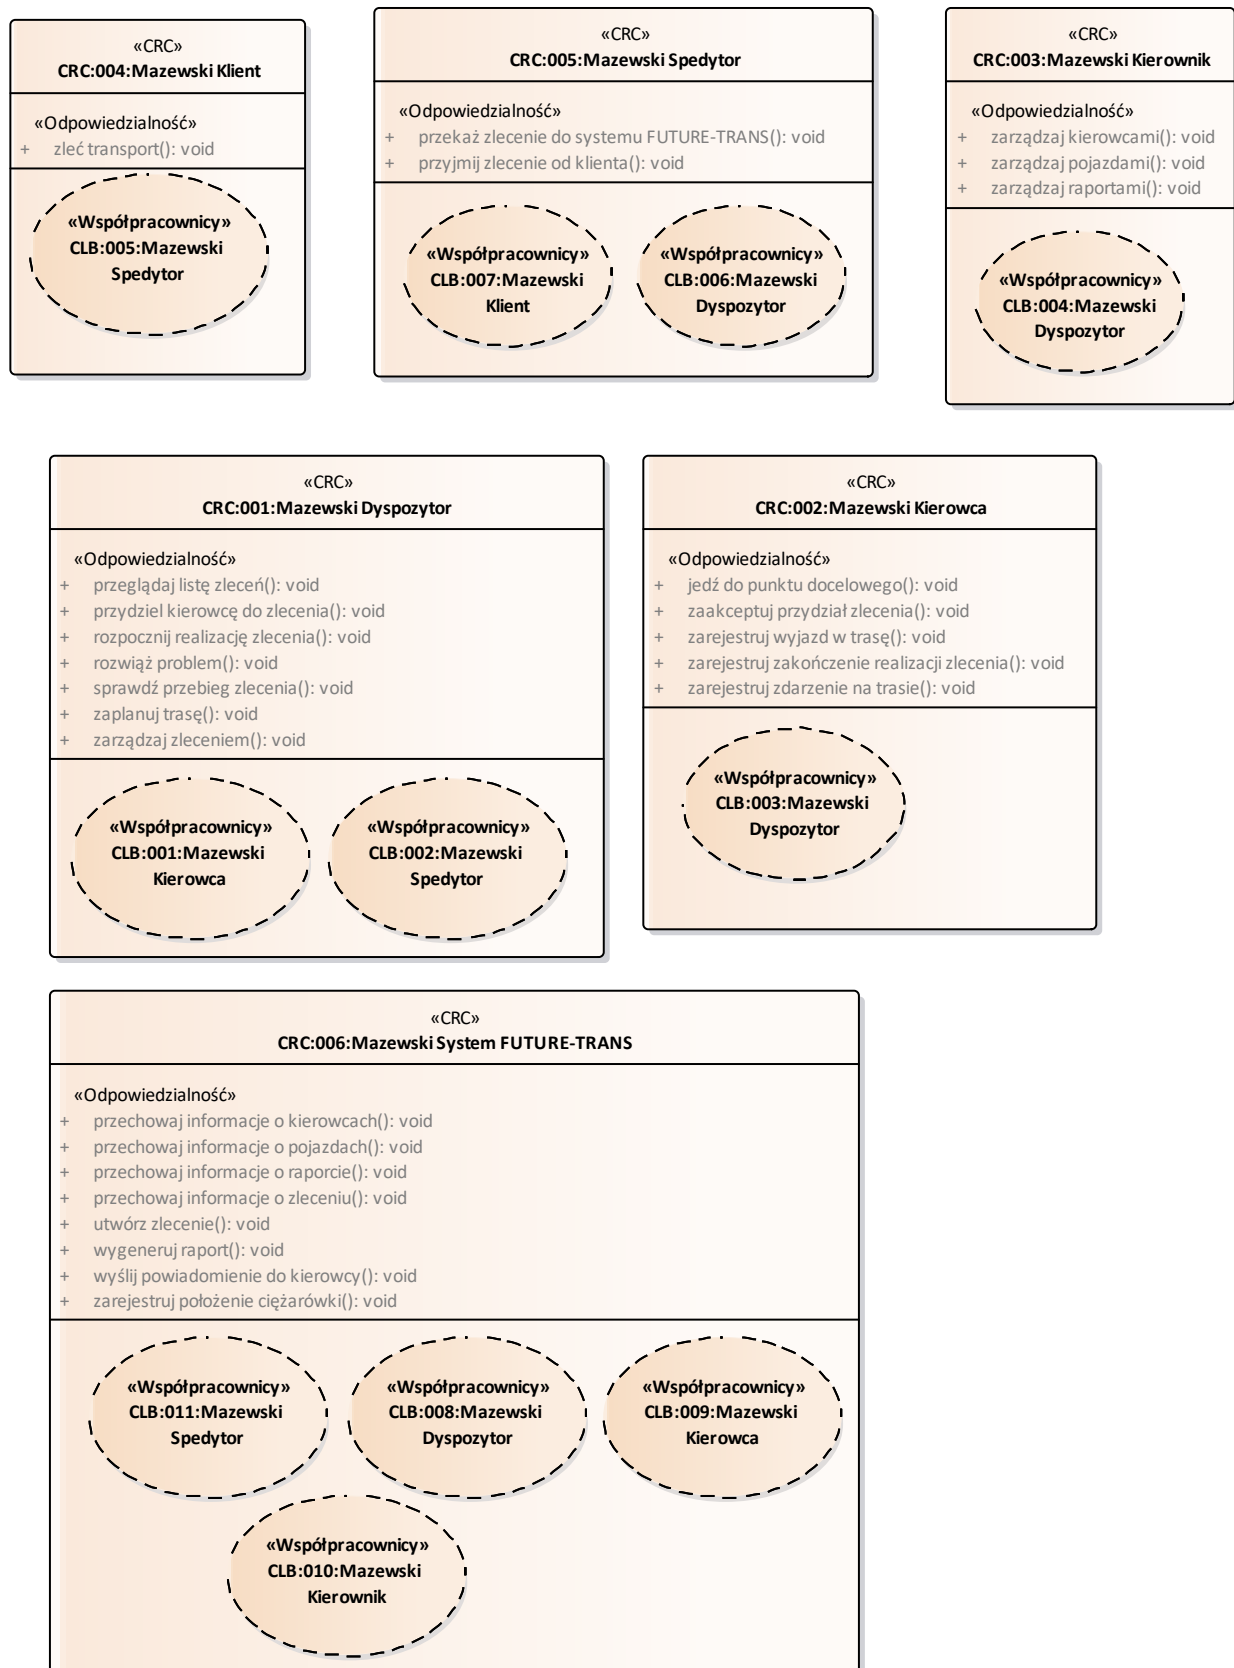 «CRC»
CRC:004:Mazewski Klient
«Odpowiedzialność»
+ zleć transport(): void
«Współpracownicy»
CLB:005:Mazewski
Spedytor
«CRC»
CRC:005:Mazewski Spedytor
«Odpowiedzialność»
+ przekaż zlecenie do systemu FUTURE-TRANS(): void
+ przyjmij zlecenie od klienta(): void
«Współpracownicy»
CLB:007:Mazewski
Klient
«Współpracownicy»
CLB:006:Mazewski
Dyspozytor
«CRC»
CRC:003:Mazewski Kierownik
«Odpowiedzialność»
+ zarządzaj kierowcami(): void
+ zarządzaj pojazdami(): void
+ zarządzaj raportami(): void
«Współpracownicy»
CLB:004:Mazewski
Dyspozytor
«CRC»
CRC:001:Mazewski Dyspozytor
«Odpowiedzialność»
+ przeglądaj listę zleceń(): void
+ przydziel kierowcę do zlecenia(): void
+ rozpocznij realizację zlecenia(): void
+ rozwiąż problem(): void
+ sprawdź przebieg zlecenia(): void
+ zaplanuj trasę(): void
+ zarządzaj zleceniem(): void
«Współpracownicy»
CLB:001:Mazewski
Kierowca
«Współpracownicy»
CLB:002:Mazewski
Spedytor
«CRC»
CRC:002:Mazewski Kierowca
«Odpowiedzialność»
+ jedź do punktu docelowego(): void
+ zaakceptuj przydział zlecenia(): void
+ zarejestruj wyjazd w trasę(): void
+ zarejestruj zakończenie realizacji zlecenia(): void
+ zarejestruj zdarzenie na trasie(): void
«Współpracownicy»
CLB:003:Mazewski
Dyspozytor
«CRC»
CRC:006:Mazewski System FUTURE-TRANS
«Odpowiedzialność»
+ przechowaj informacje o kierowcach(): void
+ przechowaj informacje o pojazdach(): void
+ przechowaj informacje o raporcie(): void
+ przechowaj informacje o zleceniu(): void
+ utwórz zlecenie(): void
+ wygeneruj raport(): void
+ wyślij powiadomienie do kierowcy(): void
+ zarejestruj położenie ciężarówki(): void
«Współpracownicy»
CLB:011:Mazewski
Spedytor
«Współpracownicy»
CLB:008:Mazewski
Dyspozytor
«Współpracownicy»
CLB:009:Mazewski
Kierowca
«Współpracownicy»
CLB:010:Mazewski
Kierownik